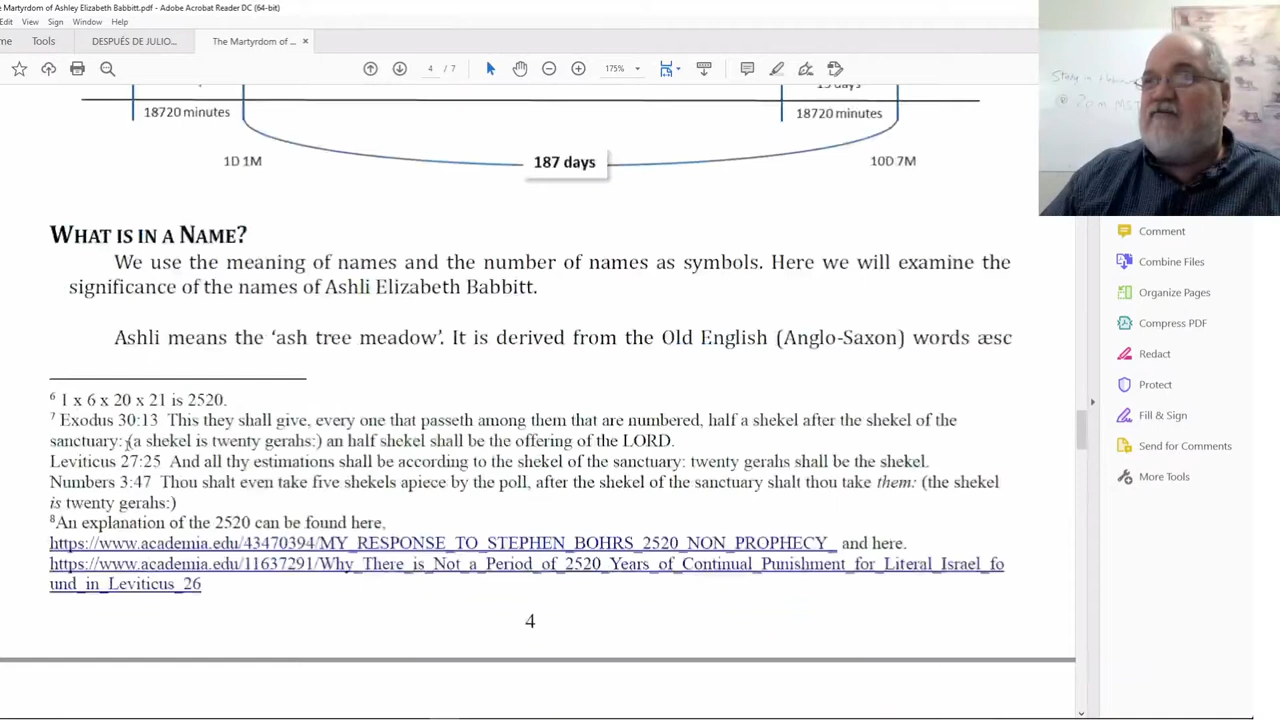 e Martyrdom of Ashley Elizabeth Babbitt.pdf - Adobe Acrobat Reader DC (64-bit)
Edit View Sign Window Help
me Tools DESPUÉS DE JULIO... The Martyrdom of ... ×
4 / 7 175%
15 days
18720 minutes 18720 minutes
1D 1M 187 days 10D 7M
WHAT IS IN A NAME?
We use the meaning of names and the number of names as symbols. Here we will examine the
significance of the names of Ashli Elizabeth Babbitt.
Ashli means the ‘ash tree meadow’. It is derived from the Old English (Anglo-Saxon) words æsc
6 1 x 6 x 20 x 21 is 2520.
7 Exodus 30:13 This they shall give, every one that passeth among them that are numbered, half a shekel after the shekel of the
sanctuary: (a shekel is twenty gerahs:) an half shekel shall be the offering of the LORD.
Leviticus 27:25 And all thy estimations shall be according to the shekel of the sanctuary: twenty gerahs shall be the shekel.
Numbers 3:47 Thou shalt even take five shekels apiece by the poll, after the shekel of the sanctuary shalt thou take them: (the shekel
is twenty gerahs:)
8An explanation of the 2520 can be found here,
https://www.academia.edu/43470394/MY_RESPONSE_TO_STEPHEN_BOHRS_2520_NON_PROPHECY_ and here.
https://www.academia.edu/11637291/Why_There_is_Not_a_Period_of_2520_Years_of_Continual_Punishment_for_Literal_Israel_fo
und_in_Leviticus_26
4
Comment
Combine Files
Organize Pages
Compress PDF
Redact
Protect
Fill & Sign
Send for Comments
More Tools